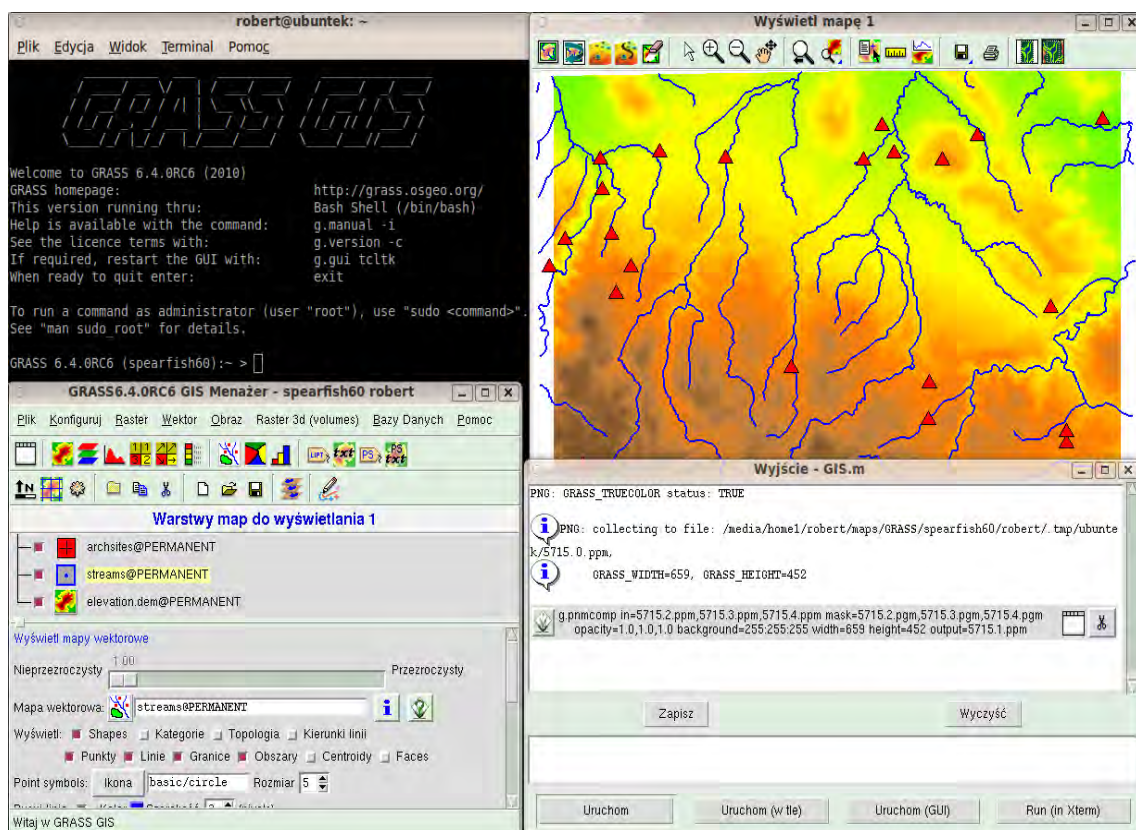 robert@ubuntek: ~
Plik Edycja Widok Terminal Pomoc
GRASS GIS
Welcome to GRASS 6.4.0RC6 (2010)
GRASS homepage: http://grass.osgeo.org/
This version running thru: Bash Shell (/bin/bash)
Help is available with the command: g.manual -i
See the licence terms with: g.version -c
If required, restart the GUI with: g.gui tcltk
When ready to quit enter: exit
To run a command as administrator (user "root"), use "sudo <command>".
See "man sudo_root" for details.
GRASS 6.4.0RC6 (spearfish60):~ >
Wyświetl mapę 1
GRASS6.4.0RC6 GIS Menażer - spearfish60 robert
Plik Konfiguruj Raster Wektor Obraz Raster 3d (volumes) Bazy Danych Pomoc
Warstwy map do wyświetlania 1
archsites@PERMANENT
streams@PERMANENT
elevation.dem@PERMANENT
Wyświetl mapy wektorowe
1.00
Nieprzezroczysty Przezroczysty
Mapa wektorowa: streams@PERMANENT
Wyświetl: Shapes Kategorie Topologia Kierunki linii
Punkty Linie Granice Obszary Centroidy Faces
Point symbols: Ikona basic/circle Rozmiar 5
Witaj w GRASS GIS
Wyjście - GIS.m
PNG: GRASS_TRUECOLOR status: TRUE
PNG: collecting to file: /media/home1/robert/maps/GRASS/spearfish60/robert/.tmp/ubunte
k/5715.0.ppm,
GRASS_WIDTH=659, GRASS_HEIGHT=452
g.pnmcomp in=5715.2.ppm,5715.3.ppm,5715.4.ppm mask=5715.2.pgm,5715.3.pgm,5715.4.pgm
opacity=1.0,1.0,1.0 background=255:255:255 width=659 height=452 output=5715.1.ppm
Zapisz Wyczyść
Uruchom Uruchom (w tle) Uruchom (GUI) Run (in Xterm)